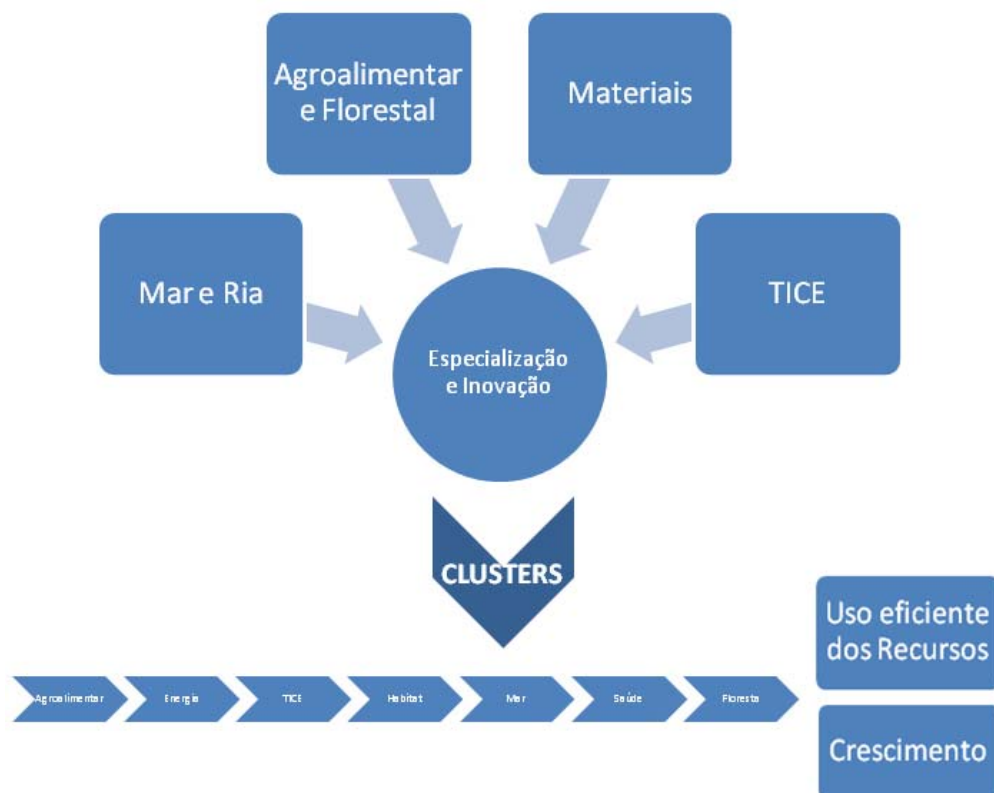 Agroalimentar
e Florestal
Materiais
Mar e Ria
TICE
Especialização
e Inovação
CLUSTERS
Uso eficiente
dos Recursos
Agroalimentar
Energia
TICE
Habitat
Mar
Saúde
Floresta
Crescimento